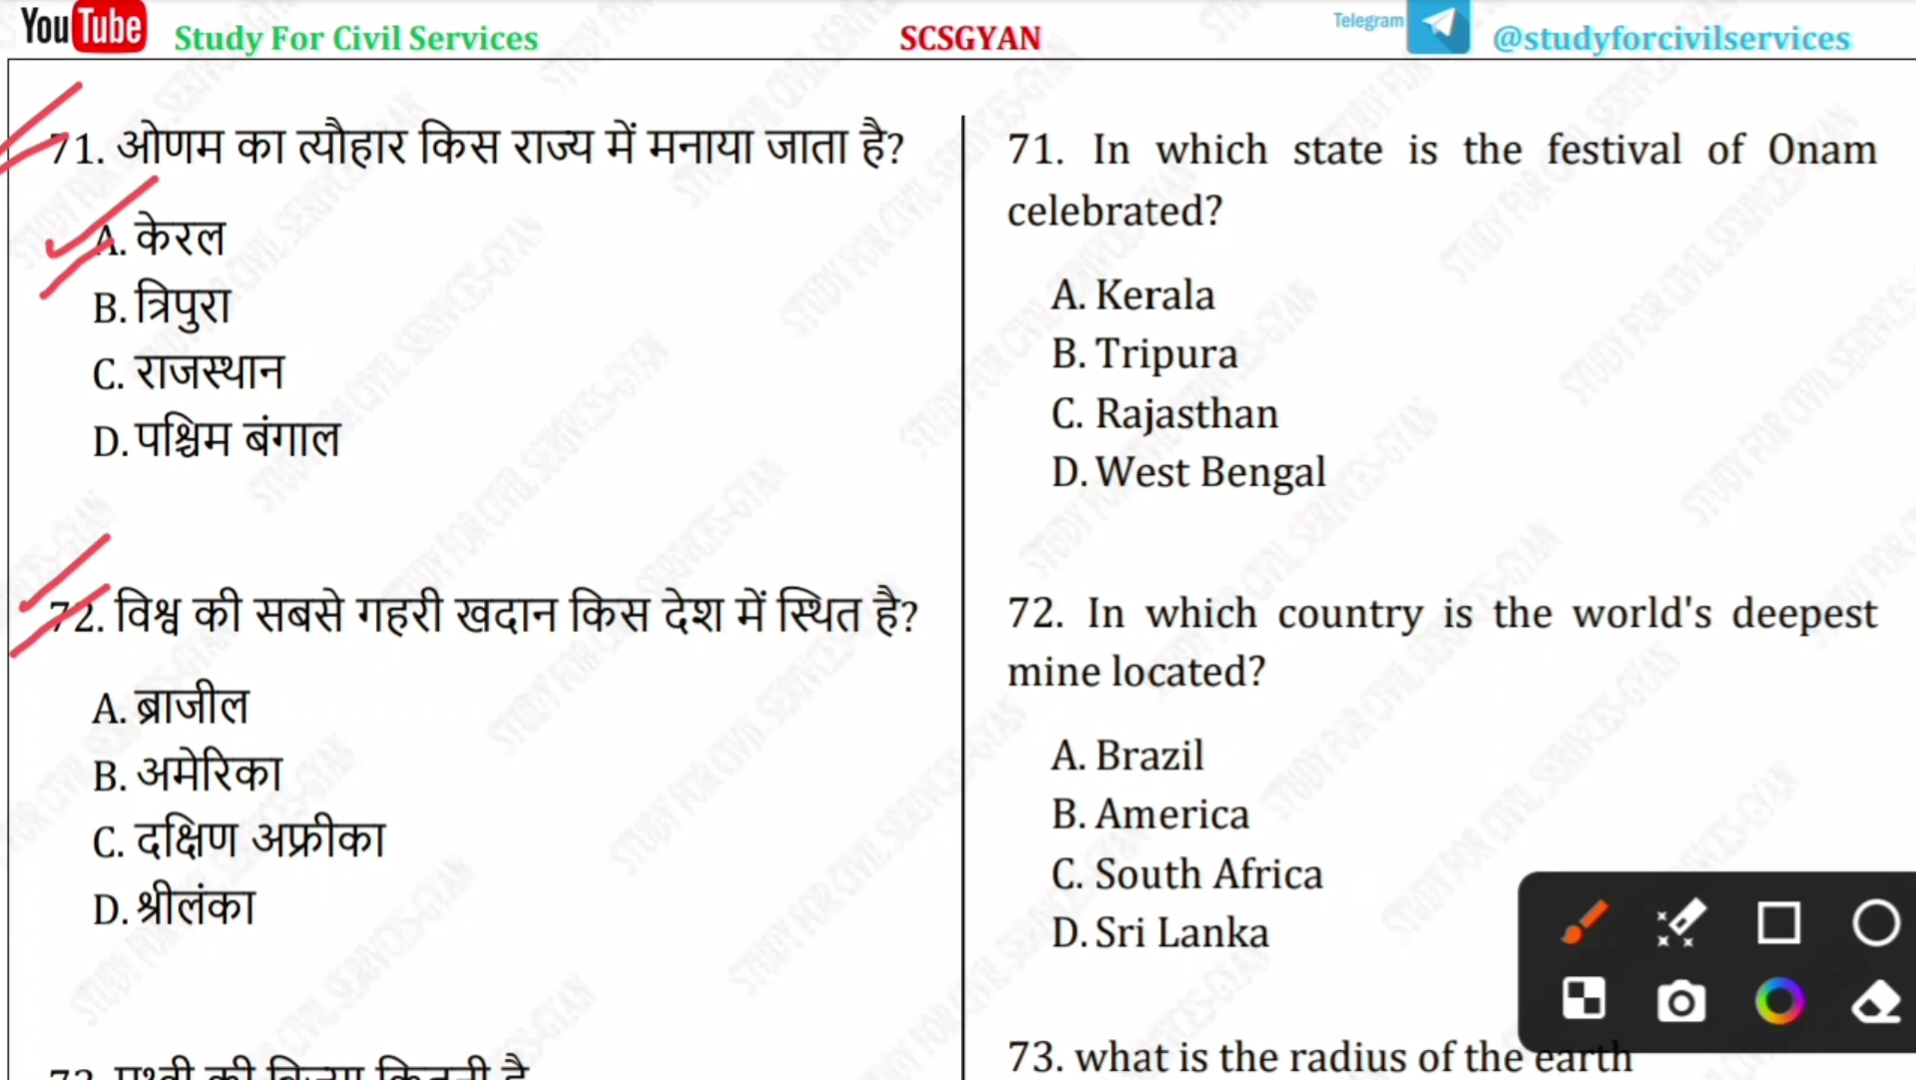 YouTube Study For Civil Services SCSGYAN Telegram @studyforcivilservices
71. ओणम का त्यौहार किस राज्य में मनाया जाता है?
A. केरल
B. त्रिपुरा
C. राजस्थान
D. पश्चिम बंगाल
72. विश्व की सबसे गहरी खदान किस देश में स्थित है?
A. ब्राजील
B. अमेरिका
C. दक्षिण अफ्रीका
D. श्रीलंका
71. In which state is the festival of Onam
celebrated?
A. Kerala
B. Tripura
C. Rajasthan
D. West Bengal
72. In which country is the world's deepest
mine located?
A. Brazil
B. America
C. South Africa
D. Sri Lanka
73. what is the radius of the earth